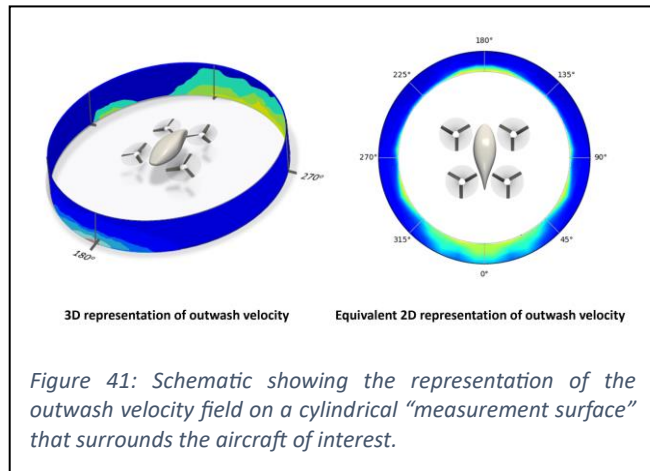 180°
225°
135°
270°
90°
315°
45°
0°
270°
180°
3D representation of outwash velocity
Equivalent 2D representation of outwash velocity
Figure 41: Schematic showing the representation of the
outwash velocity field on a cylindrical “measurement surface”
that surrounds the aircraft of interest.